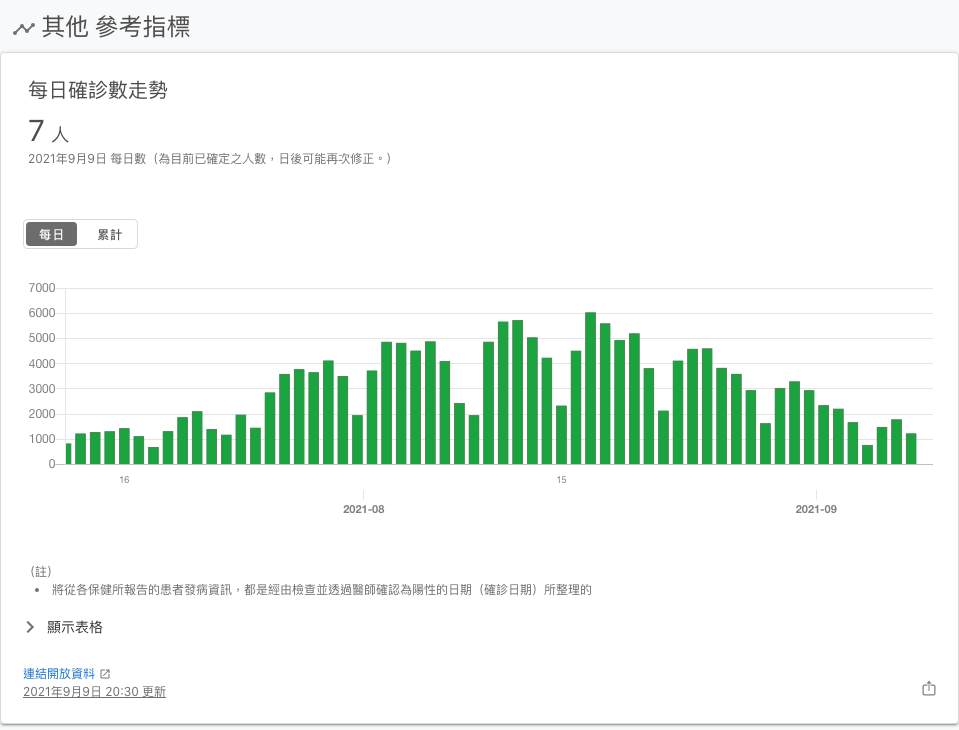 其他 參考指標
每日確診數走勢
7 人
2021年9月9日 每日數（為目前已確定之人數，日後可能再次修正。）
每日 累計
7000
6000
5000
4000
3000
2000
1000
0
16 15
2021-08 2021-09
（註）
• 將從各保健所報告的患者發病資訊，都是經由檢查並透過醫師確認為陽性的日期（確診日期）所整理的
顯示表格
連結開放資料
2021年9月9日 20:30 更新